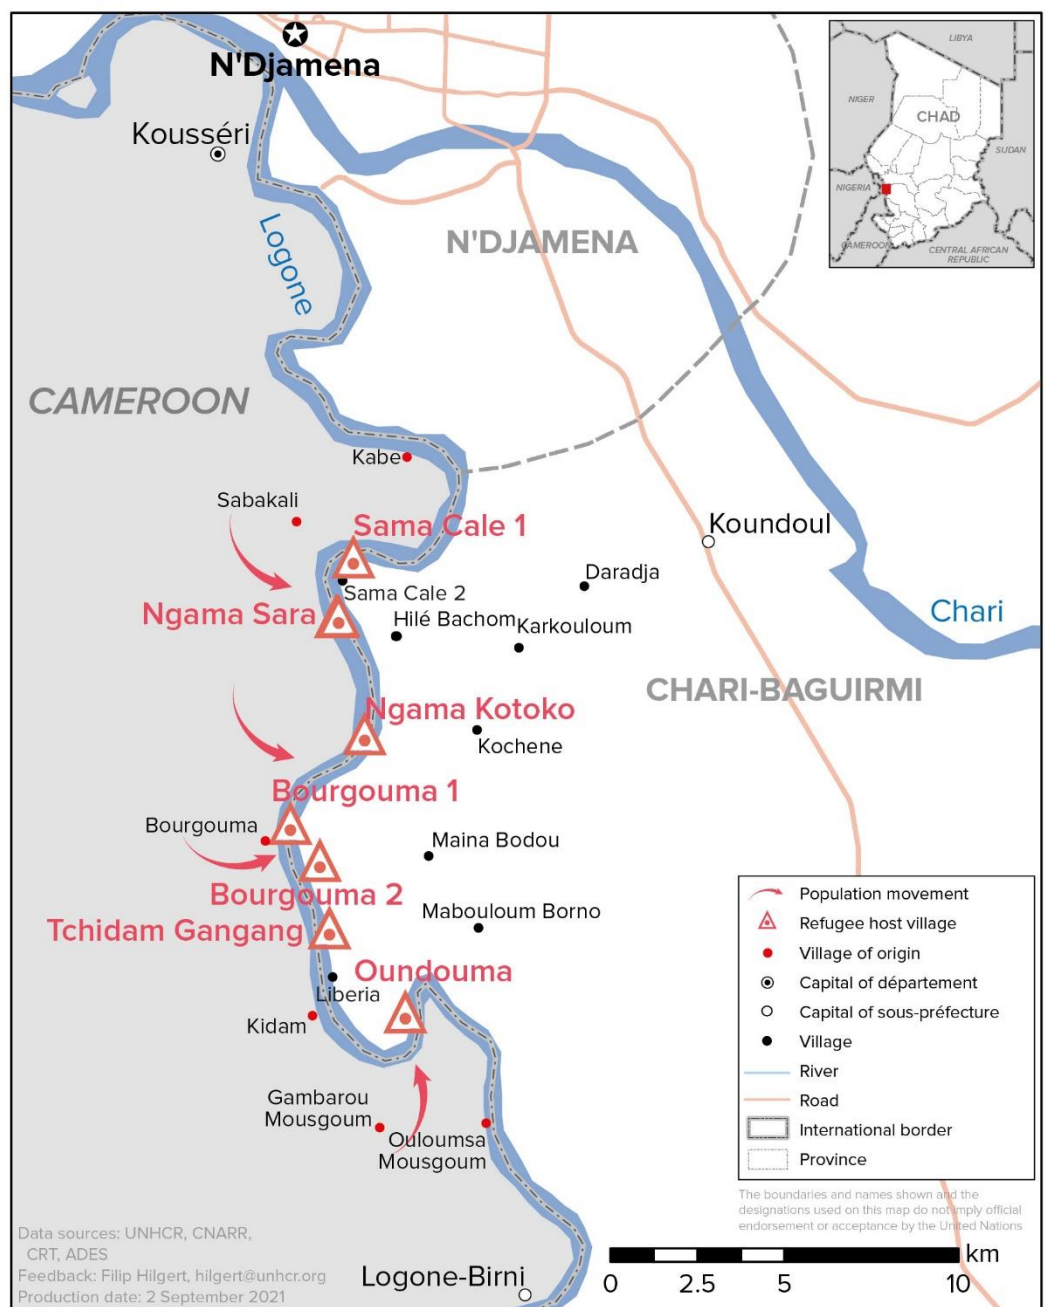 N'Djamena
Kousséri
Logone
N'DJAMENA
LIBYA
NIGER
CHAD
SUDAN
NIGERIA
CAMEROON
CENTRAL AFRICAN
REPUBLIC
CAMEROON
Kabe
Sabakali
Sama Cale 1
Koundoul
Daradja
Sama Cale 2
Ngama Sara
Hilé Bachom
Karkouloum
Chari
CHARI-BAGUIRMI
Ngama Kotoko
Kochene
Bourgouma 1
Bourgouma
Maina Bodou
Bourgouma 2
Mabouloum Borno
Tchidam Gangang
Oundouma
Liberia
Kidam
Gambarou
Mousgoum
Ouloumsa
Mousgoum
Logone-Birni
Population movement
Refugee host village
Village of origin
Capital of département
Capital of sous-préfecture
Village
River
Road
International border
Province
The boundaries and names shown and the
designations used on this map do not imply official
endorsement or acceptance by the United Nations
km
0 2.5 5 10
Data sources: UNHCR, CNARR,
CRT, ADES
Feedback: Filip Hilgert, hilgert@unhcr.org
Production date: 2 September 2021